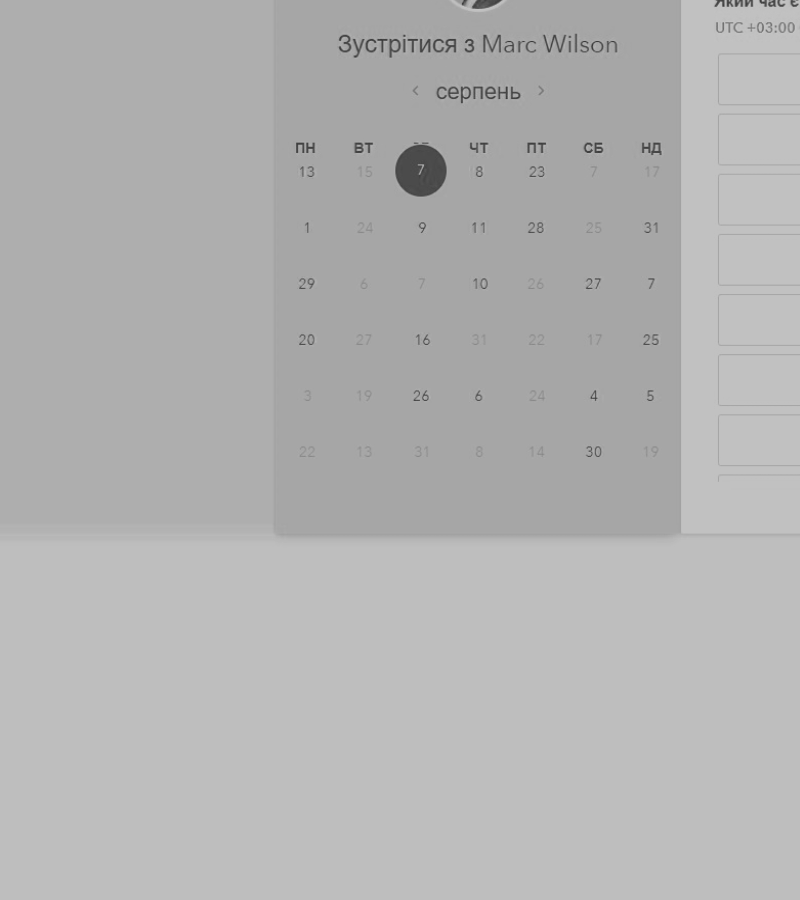 Який час є
Зустрітися з Marc Wilson
UTC +03:00
‹ серпень ›
ПН ВТ ЧТ ПТ СБ НД
13 15 7 8 23 7 17
1 24 9 11 28 25 31
29 6 7 10 26 27 7
20 27 16 31 22 17 25
3 19 26 6 24 4 5
22 13 31 8 14 30 19